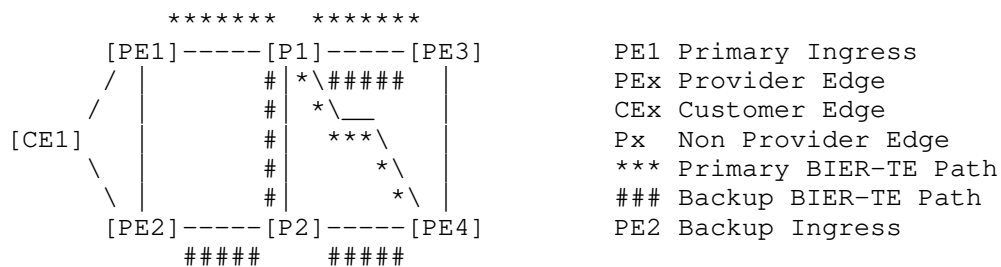 *******  *******
       [PE1]-----[P1]-----[PE3]         PE1 Primary Ingress
       / |        #|*\#####  |          PEx Provider Edge
      /  |        #| *\__    |          CEx Customer Edge
[CE1]    |        #|  ***\   |          Px  Non Provider Edge
      \  |        #|     *\  |          *** Primary BIER-TE Path
       \ |        #|      *\ |          ### Backup BIER-TE Path
       [PE2]-----[P2]-----[PE4]         PE2 Backup Ingress
            #####    #####